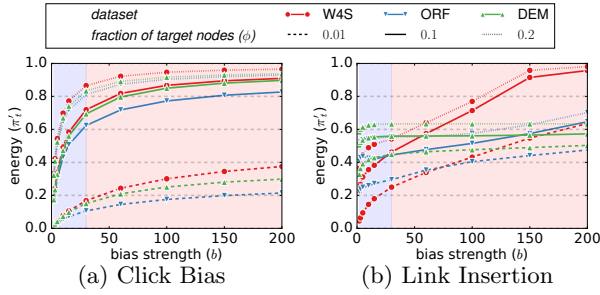 dataset W4S ORF DEM
fraction of target nodes (ϕ) 0.01 0.1 0.2
1.0
0.8
0.6
0.4
0.2
0.0
energy (π′t)
0 50 100 150 200
bias strength (b)
(a) Click Bias
1.0
0.8
0.6
0.4
0.2
0.0
energy (π′t)
0 50 100 150 200
bias strength (b)
(b) Link Insertion